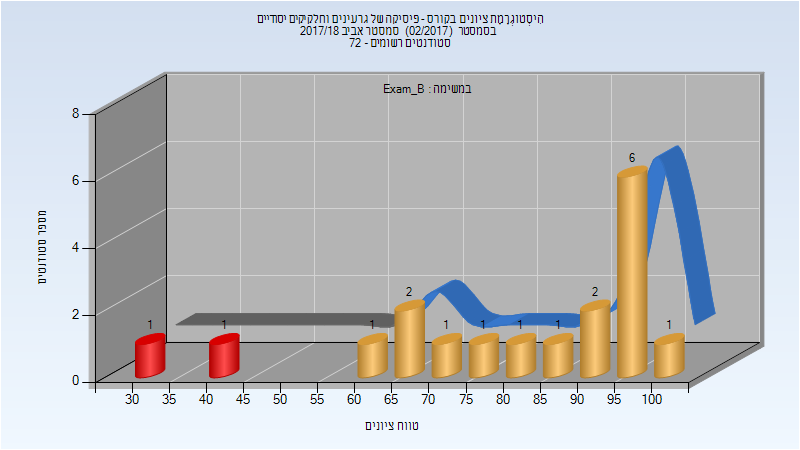 היסטוגרמת ציונים בקורס - פיסיקה של גרעינים וחלקיקים יסודיים
בסמסטר (02/2017) סמסטר אביב 2017/18
סטודנטים רשומים - 72
במשימה : Exam_B
מספר סטודנטים
8
6
4
2
0
1
1
1
2
1
1
1
1
2
6
1
30 35 40 45 50 55 60 65 70 75 80 85 90 95 100
טווח ציונים